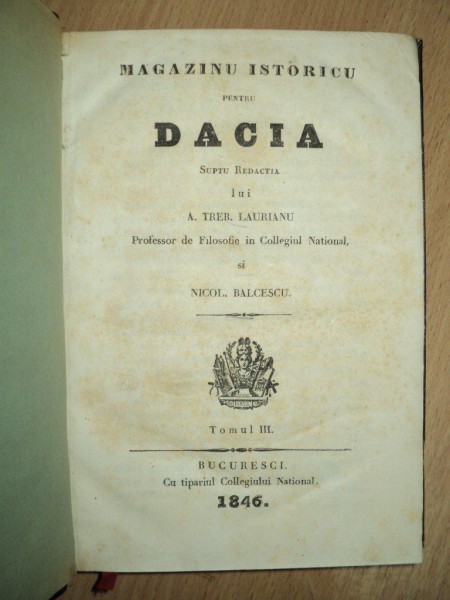 MAGAZINU ISTORICU
PENTRU
DACIA
SUPTU REDACTIA
lui
A. TREB. LAURIANU
Professor de Filosofie in Collegiul National,
si
NICOL. BALCESCU.
Tomul III.
BUCURESCI.
Cu tipariul Collegiului National.
1846.